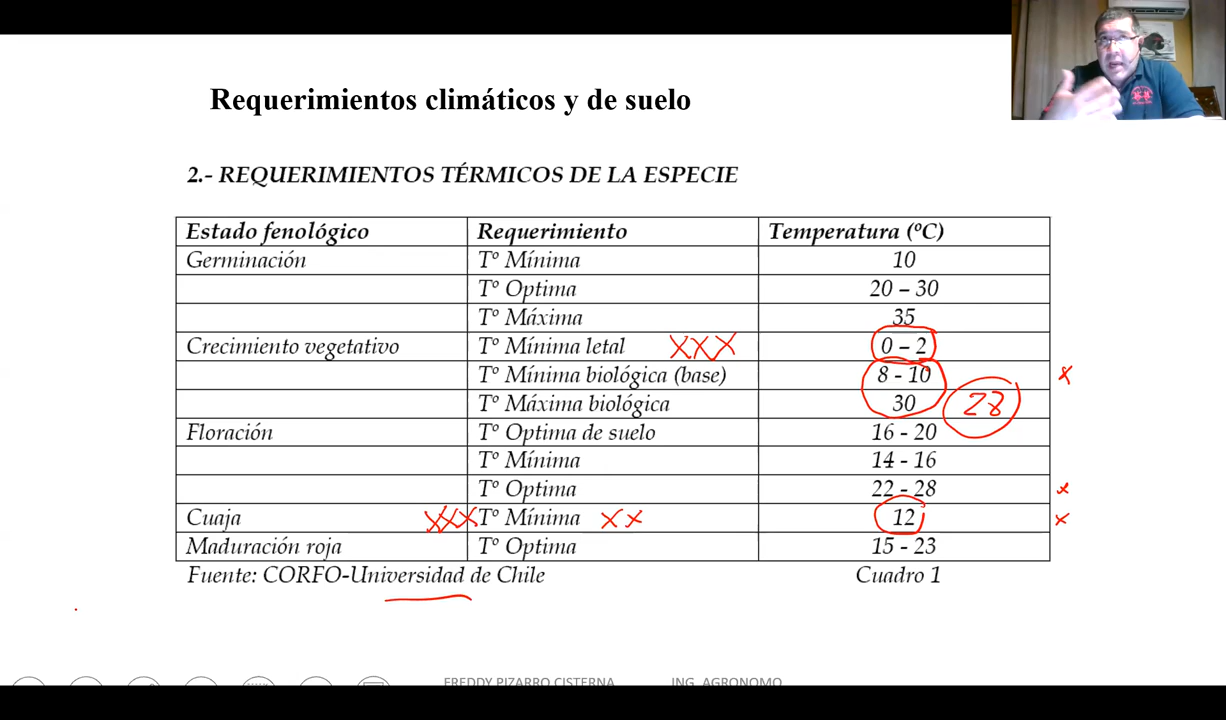 Requerimientos climáticos y de suelo
2.- REQUERIMIENTOS TÉRMICOS DE LA ESPECIE
Estado fenológico Requerimiento Temperatura (ºC)
Germinación Tº Mínima 10
Tº Optima 20 – 30
Tº Máxima 35
Crecimiento vegetativo Tº Mínima letal XXX 0 – 2
Tº Mínima biológica (base) 8 - 10 x
Tº Máxima biológica 30 28
Floración Tº Optima de suelo 16 - 20
Tº Mínima 14 - 16
Tº Optima 22 - 28 x
Cuaja XXX Tº Mínima XX 12 x
Maduración roja Tº Optima 15 - 23
Fuente: CORFO-Universidad de Chile Cuadro 1
FREDDY PIZARRO CISTERNA ING. AGRONOMO